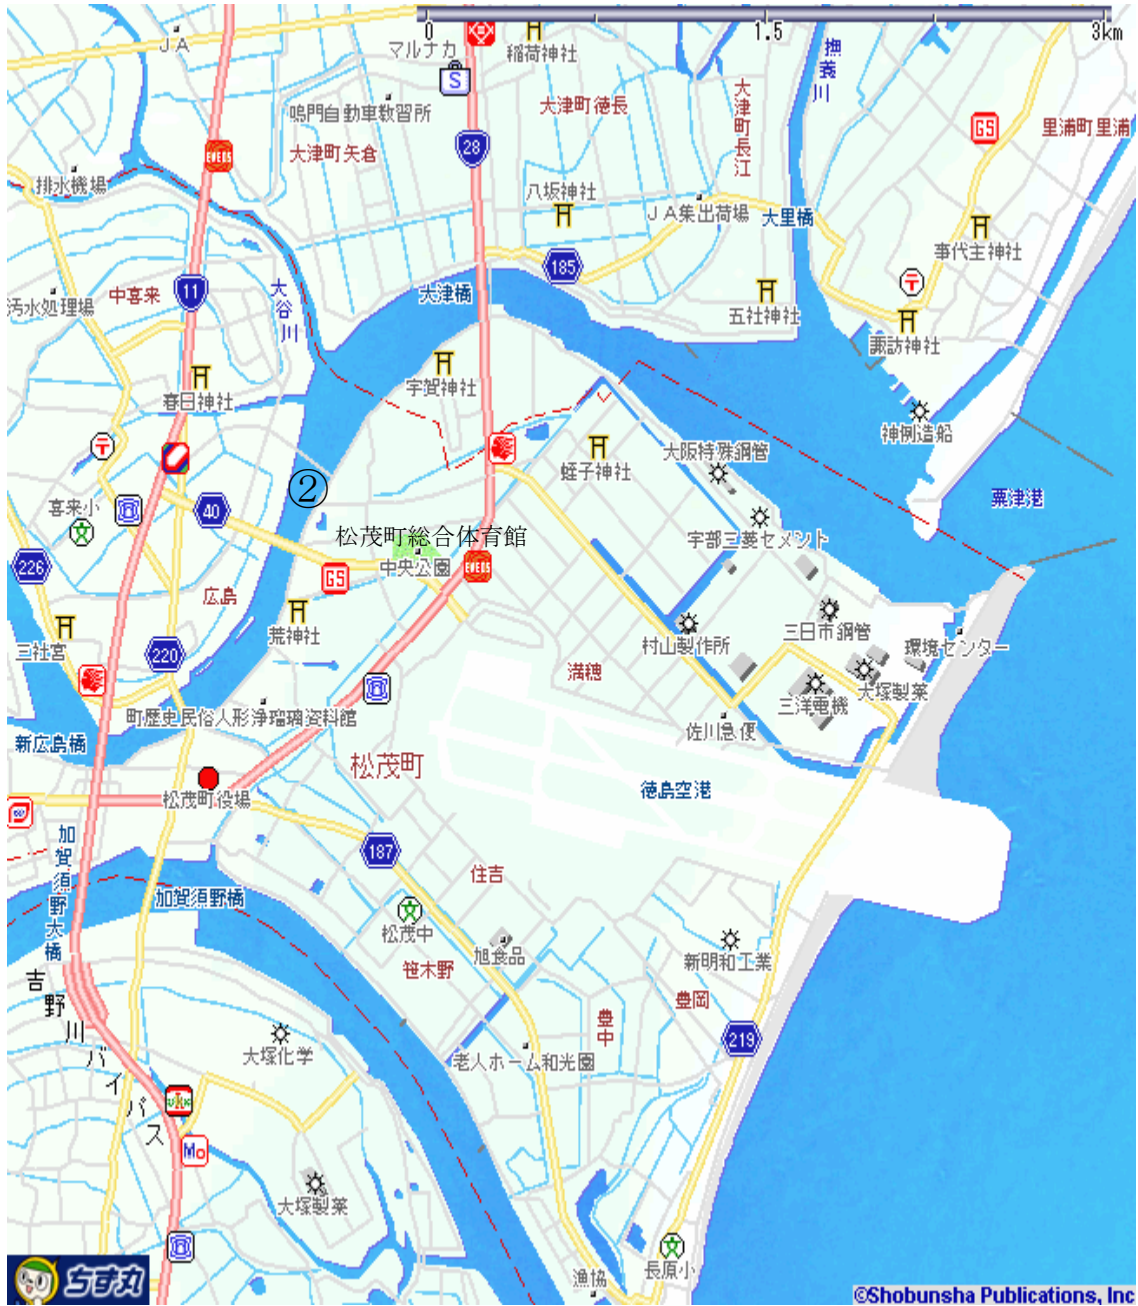 0 1.5 3km
JA
マルナカ
S
稲荷神社
撫養川
鳴門自動車教習所
大津町徳長
大津町長江
GS
里浦町里浦
大津町矢倉
28
ENEOS
排水機場
八坂神社
JA集出荷場
大里橋
事代主神社
185
11
中喜来
汚水処理場
大谷川
大津橋
五社神社
〒
諏訪神社
宇賀神社
春日神社
神例造船
〒
蛭子神社
大阪特殊鋼管
②
粟津港
喜来小
文
40
松茂町総合体育館
宇部三菱セメント
中央公園
ENEOS
226
GS
広島
荒神社
三社宮
220
村山製作所
三日市鋼管
環境センター
満穂
大塚製薬
三洋電機
町歴史民俗人形浄瑠璃資料館
佐川急便
新広島橋
松茂町
徳島空港
松茂町役場
加賀須野大橋
187
住吉
加賀須野橋
文
松茂中
旭食品
新明和工業
笹木野
豊岡
吉野川バイパス
豊中
219
大塚化学
老人ホーム和光園
Mo
大塚製薬
文
長原小
漁協
ちず丸
©Shobunsha Publications, Inc